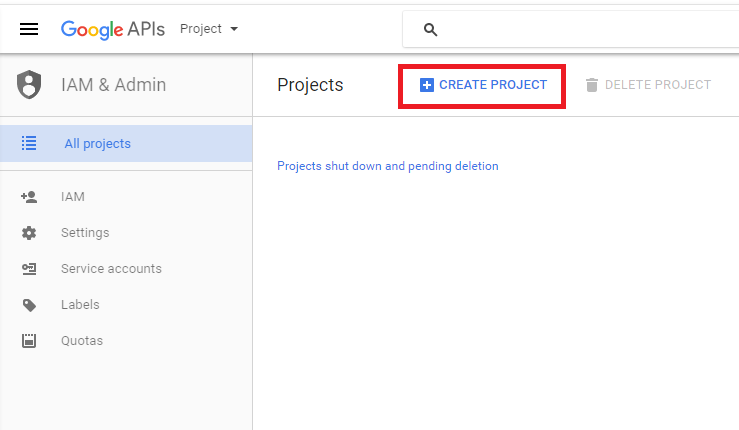 Google APIs Project
IAM & Admin
Projects CREATE PROJECT DELETE PROJECT
All projects
Projects shut down and pending deletion
IAM
Settings
Service accounts
Labels
Quotas